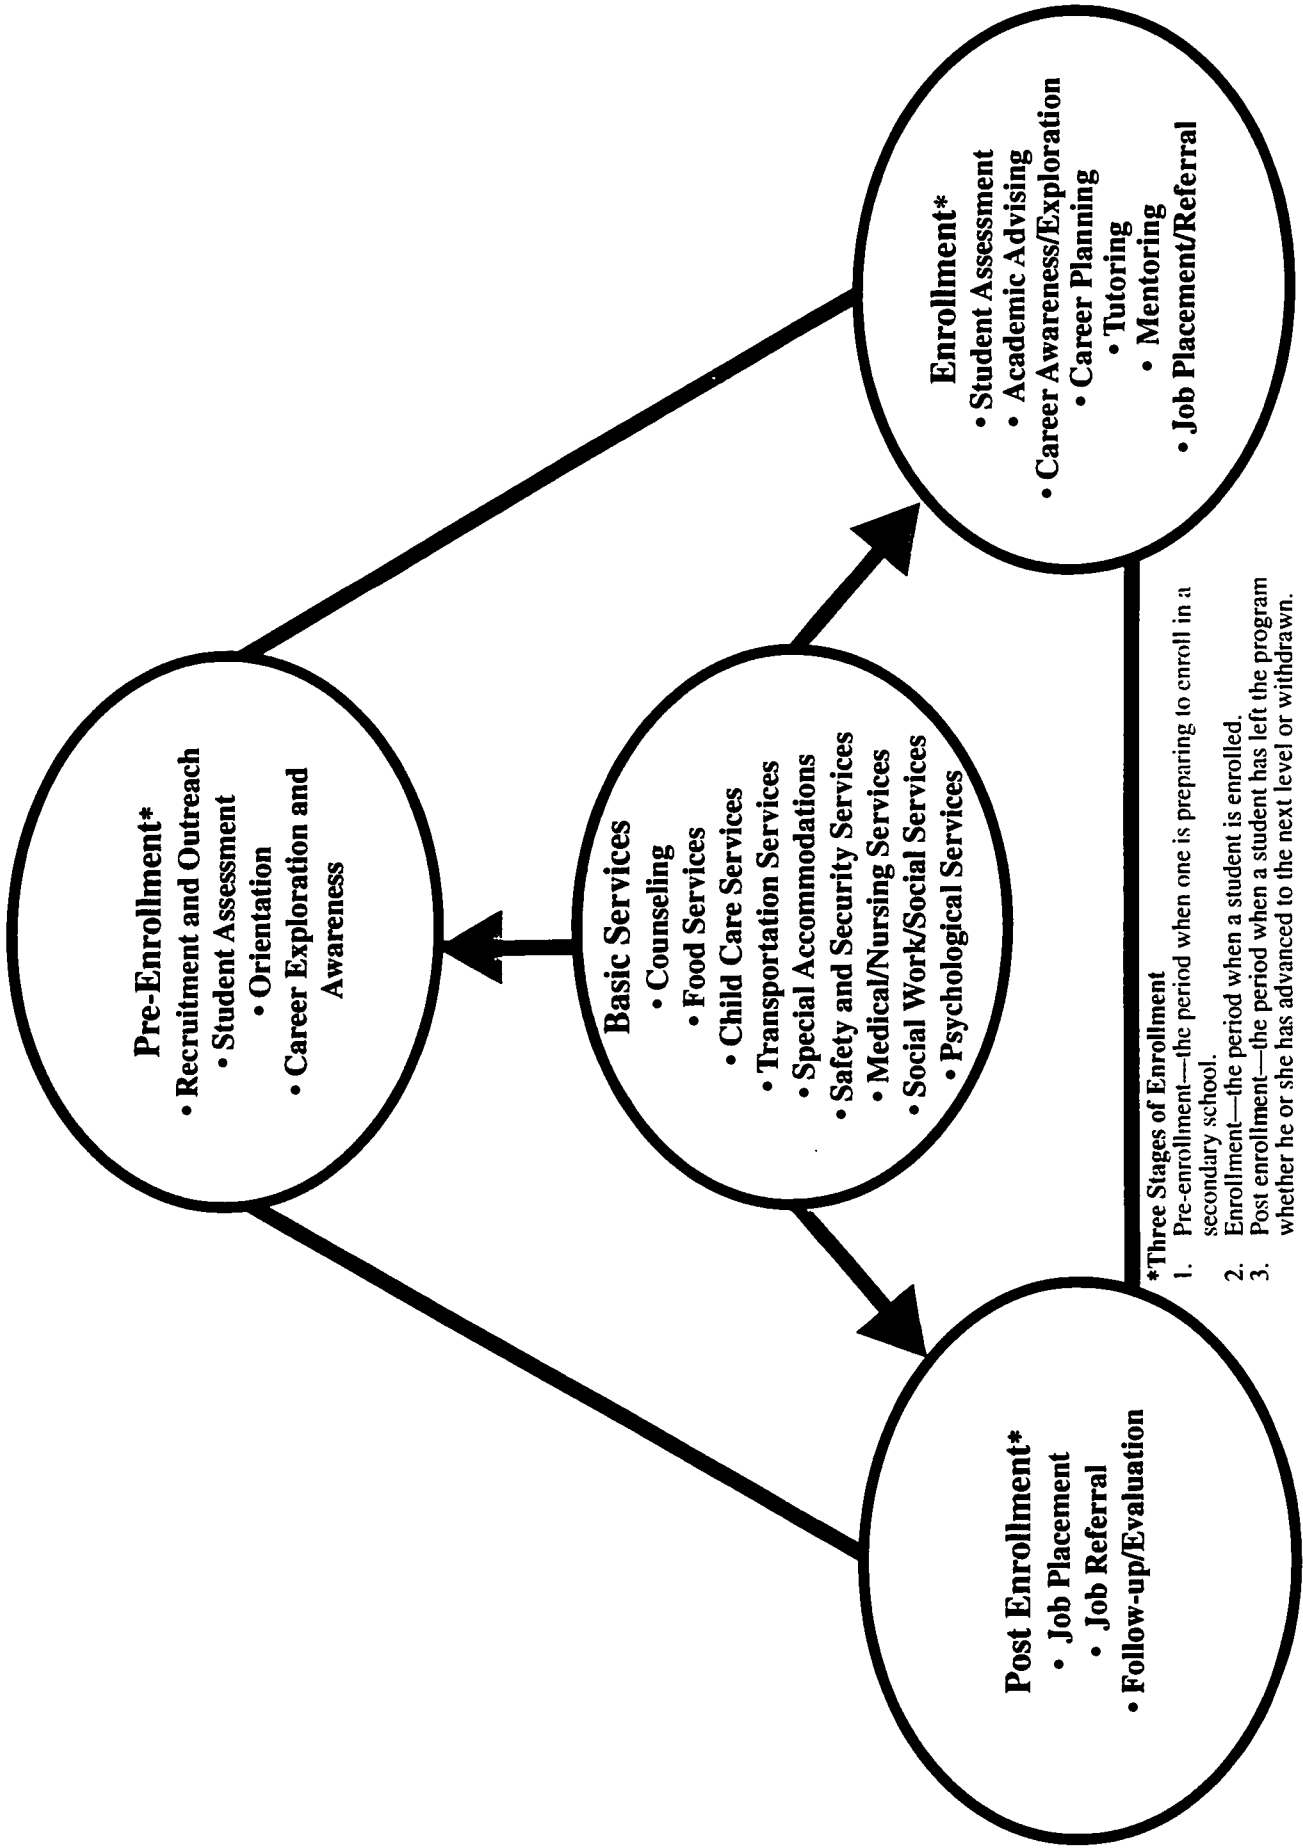 Pre-Enrollment*
• Recruitment and Outreach
• Student Assessment
• Orientation
• Career Exploration and
Awareness
Basic Services
• Counseling
• Food Services
• Child Care Services
• Transportation Services
• Special Accommodations
• Safety and Security Services
• Medical/Nursing Services
• Social Work/Social Services
• Psychological Services
Post Enrollment*
• Job Placement
• Job Referral
• Follow-up/Evaluation
Enrollment*
• Student Assessment
• Academic Advising
• Career Awareness/Exploration
• Career Planning
• Tutoring
• Mentoring
• Job Placement/Referral
*Three Stages of Enrollment
1. Pre-enrollment—the period when one is preparing to enroll in a
secondary school.
2. Enrollment—the period when a student is enrolled.
3. Post enrollment—the period when a student has left the program
whether he or she has advanced to the next level or withdrawn.